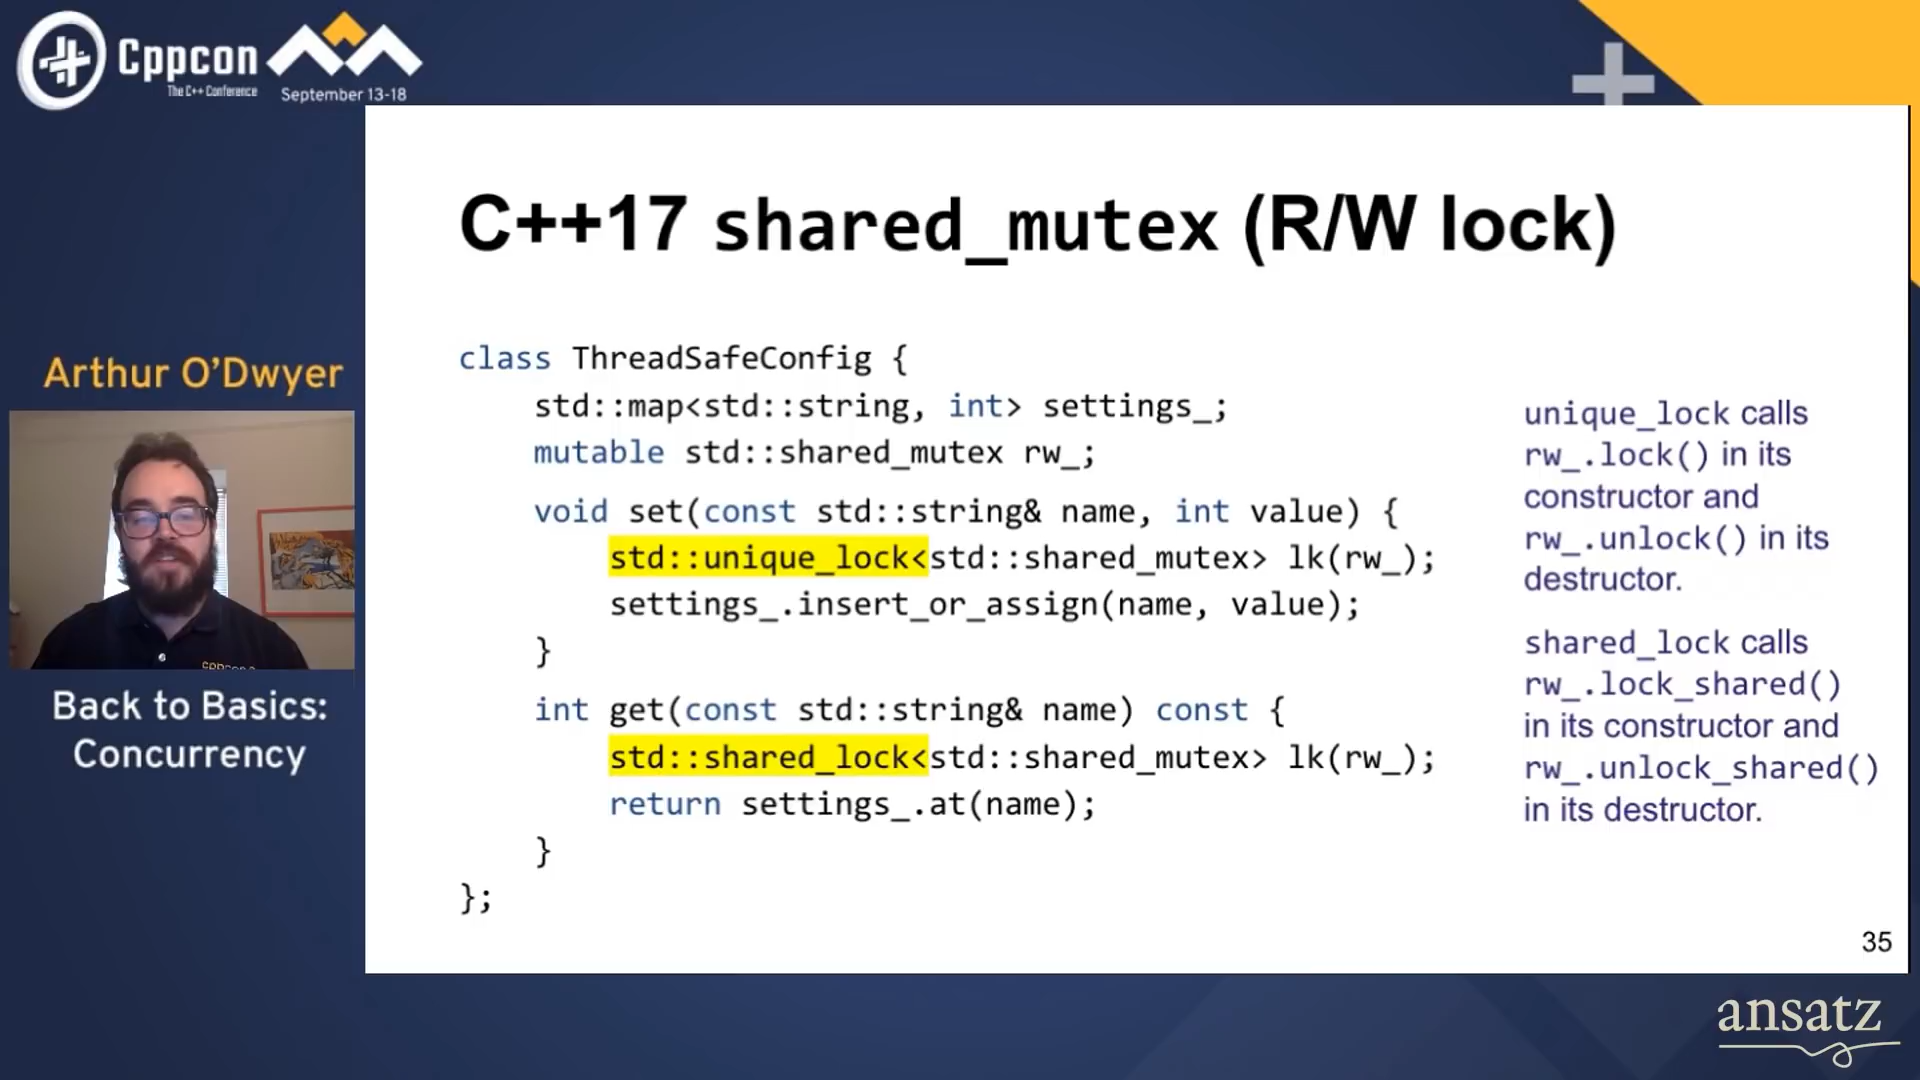 Cppcon
The C++ Conference
September 13-18
Arthur O'Dwyer
cppcon
Back to Basics:
Concurrency
C++17 shared_mutex (R/W lock)
class ThreadSafeConfig {
std::map<std::string, int> settings_;
mutable std::shared_mutex rw_;
void set(const std::string& name, int value) {
std::unique_lock<std::shared_mutex> lk(rw_);
settings_.insert_or_assign(name, value);
}
int get(const std::string& name) const {
std::shared_lock<std::shared_mutex> lk(rw_);
return settings_.at(name);
}
};
unique_lock calls
rw_.lock() in its
constructor and
rw_.unlock() in its
destructor.
shared_lock calls
rw_.lock_shared()
in its constructor and
rw_.unlock_shared()
in its destructor.
35
ansatz